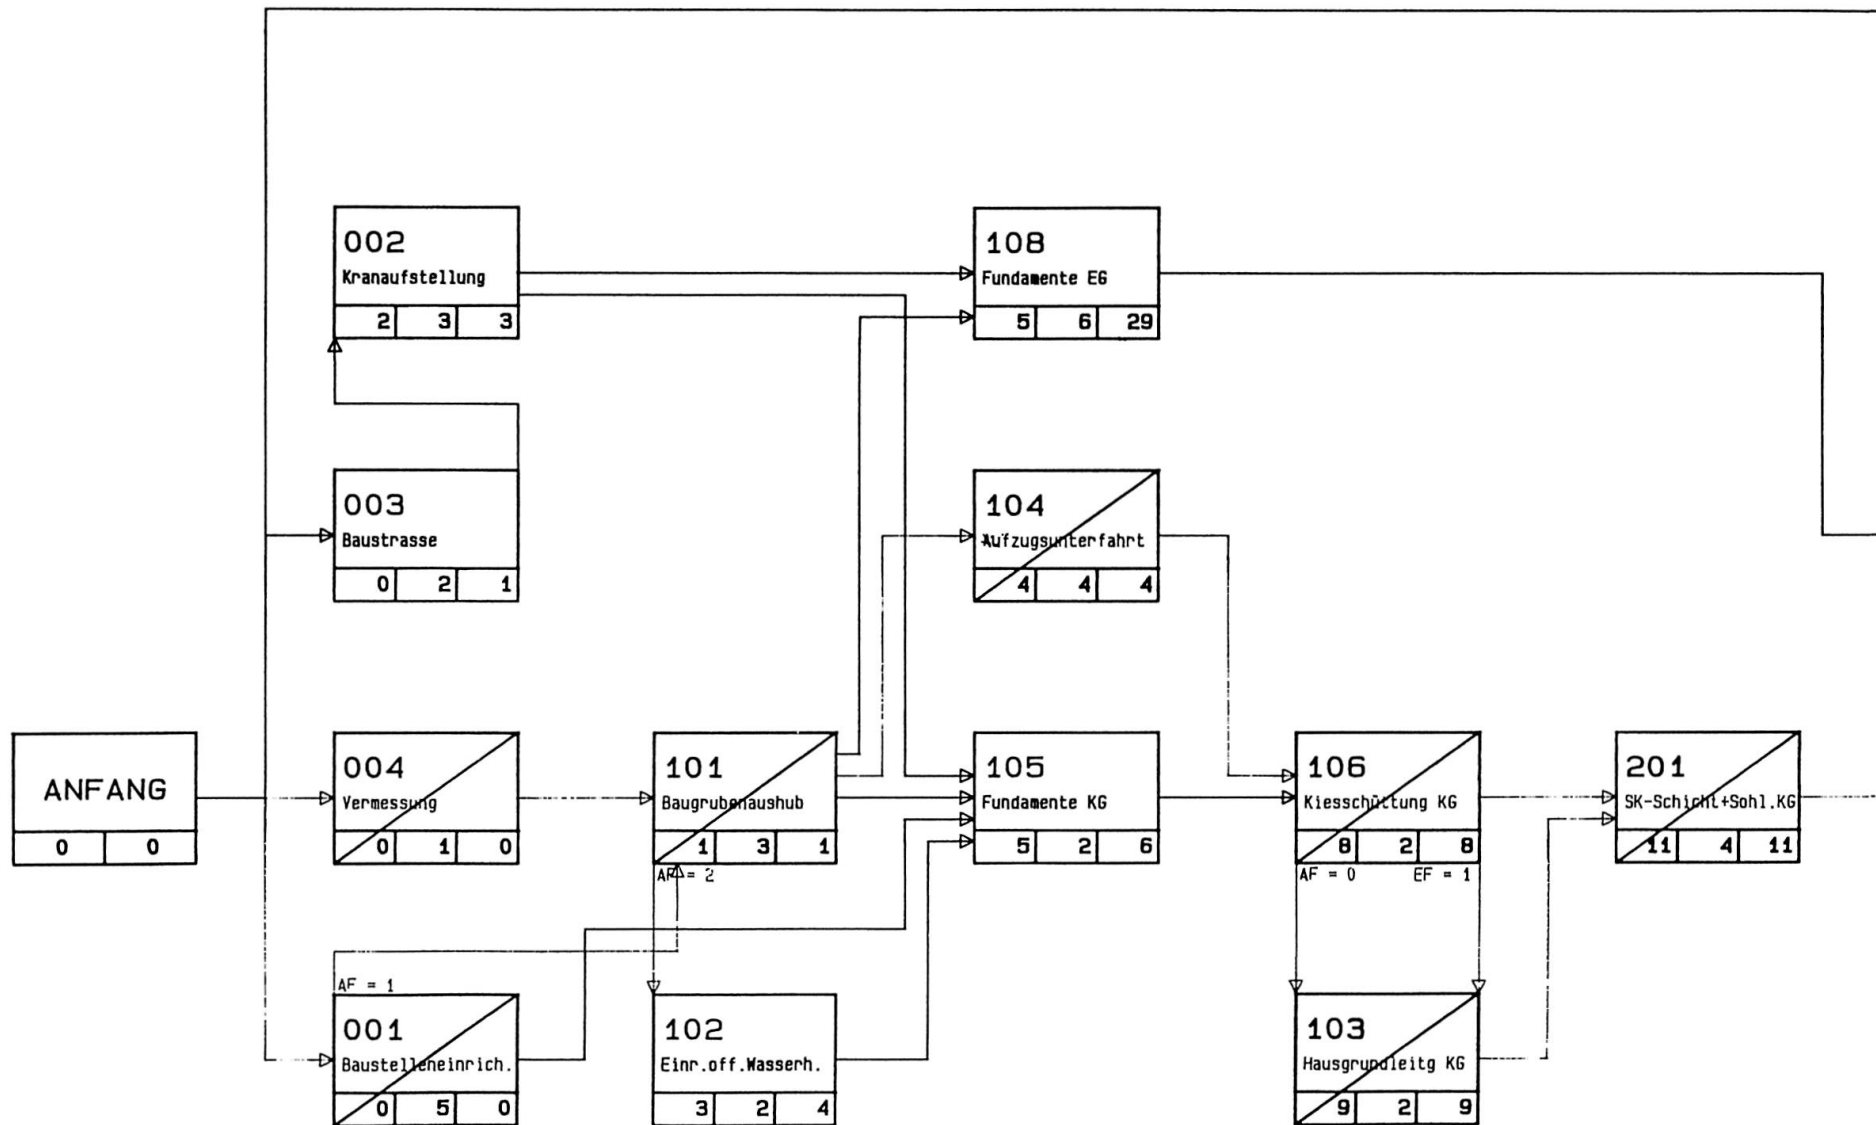 002
Kranaufstellung
2 3 3
108
Fundamente EG
5 6 29
003
Baustrasse
0 2 1
104
Aufzugsunterfahrt
4 4 4
ANFANG
0 0
004
Vermessung
0 1 0
101
Baugrubenaushub
1 3 1
AF = 2
105
Fundamente KG
5 2 6
106
Kiesschüttung KG
8 2 8
AF = 0 EF = 1
201
SK-Schicht+Sohl.KG
11 4 11
AF = 1
001
Baustelleneinrich.
0 5 0
102
Einr.off.Wasserh.
3 2 4
103
Hausgrundleitg KG
9 2 9